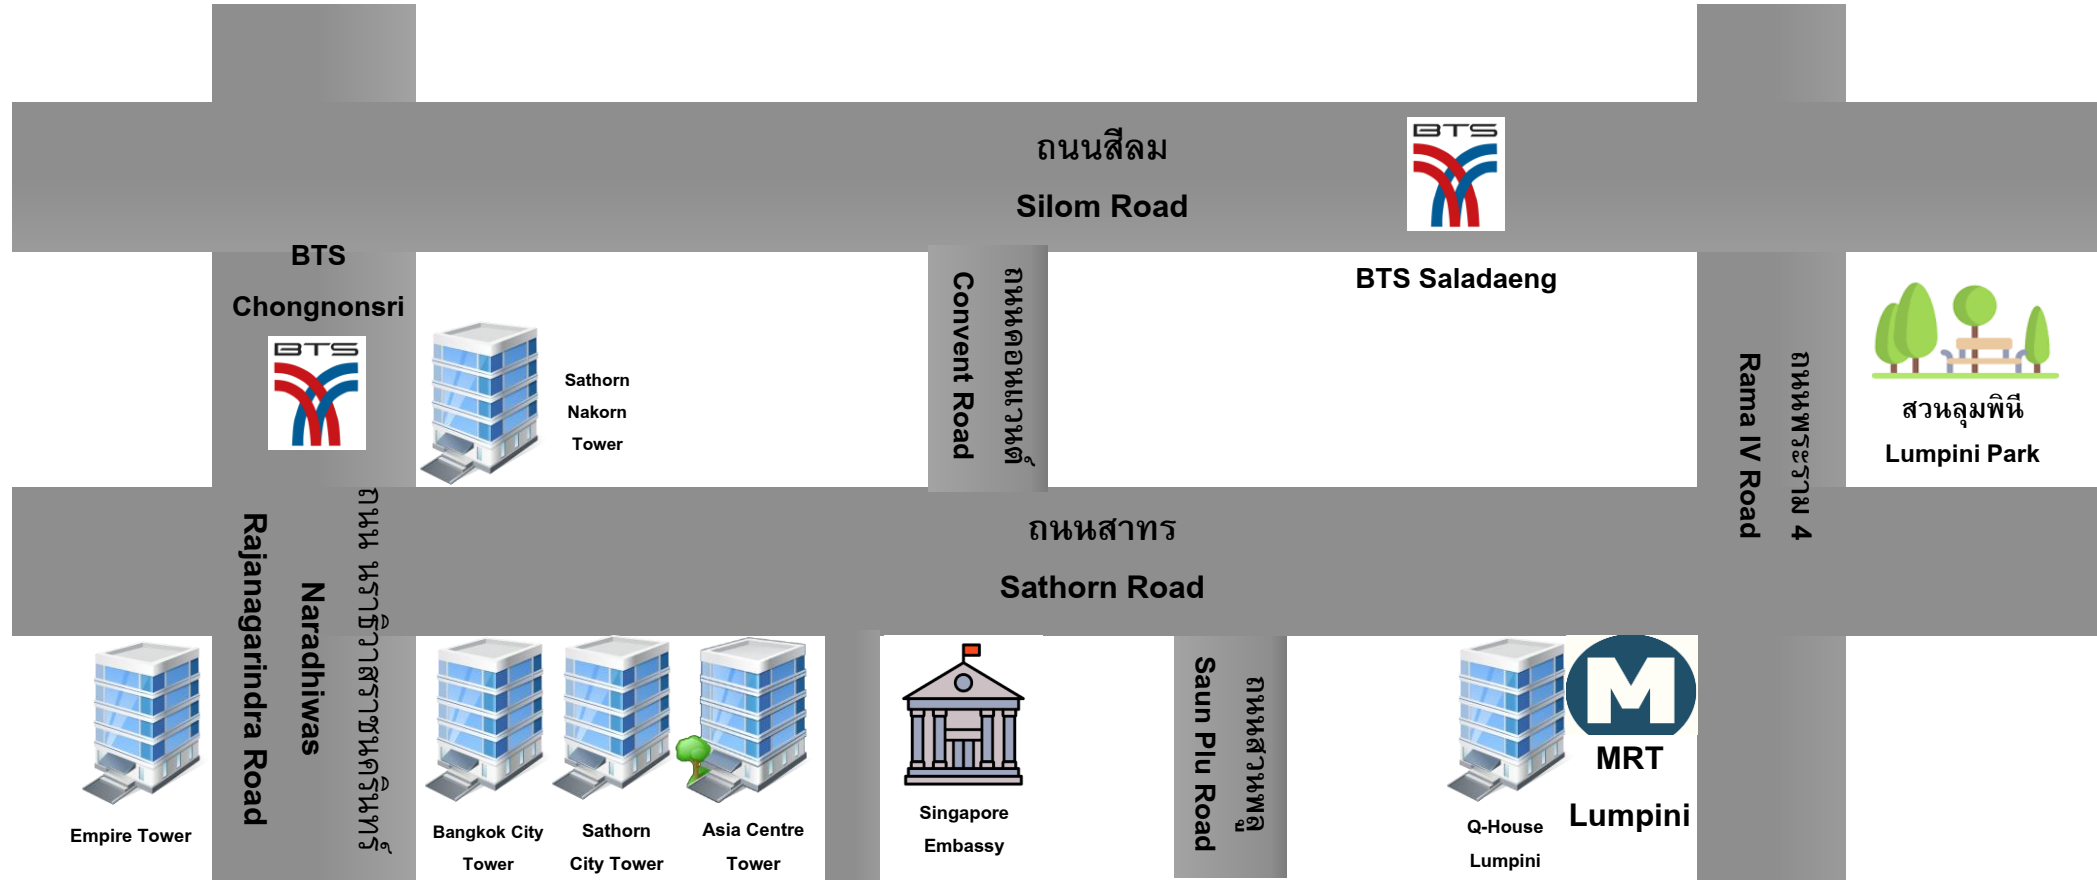 ถนนสีลม
Silom Road
BTS
BTS
Chongnonsri
BTS Saladaeng
BTS
Sathorn
Nakorn
Tower
Convent Road
ถนนคอนแวนต์
Rama IV Road
ถนนพระราม 4
สวนลุมพินี
Lumpini Park
ถนนสาทร
Sathorn Road
ถนน นราธิวาสราชนครินทร์
Naradhiwas
Rajanagarindra Road
Empire Tower
Bangkok City
Tower
Sathorn
City Tower
Asia Centre
Tower
Singapore
Embassy
Saun Plu Road
ถนนสวนพลู
Q-House
Lumpini
M
MRT
Lumpini